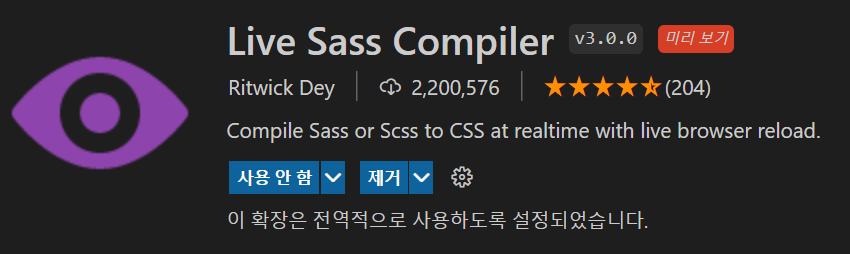 Live Sass Compiler v3.0.0 미리 보기
Ritwick Dey 2,200,576 (204)
Compile Sass or Scss to CSS at realtime with live browser reload.
사용 안 함 제거
이 확장은 전역적으로 사용하도록 설정되었습니다.